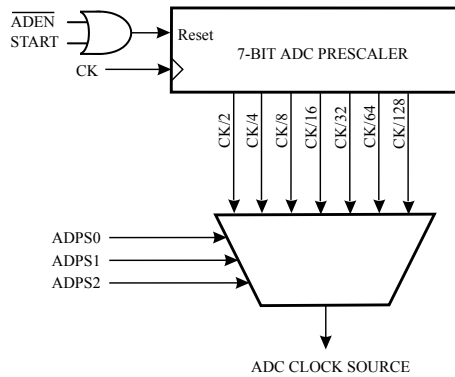 ADEN
START
Reset
7-BIT ADC PRESCALER
CK
CK/2
CK/4
CK/8
CK/16
CK/32
CK/64
CK/128
ADPS0
ADPS1
ADPS2
ADC CLOCK SOURCE